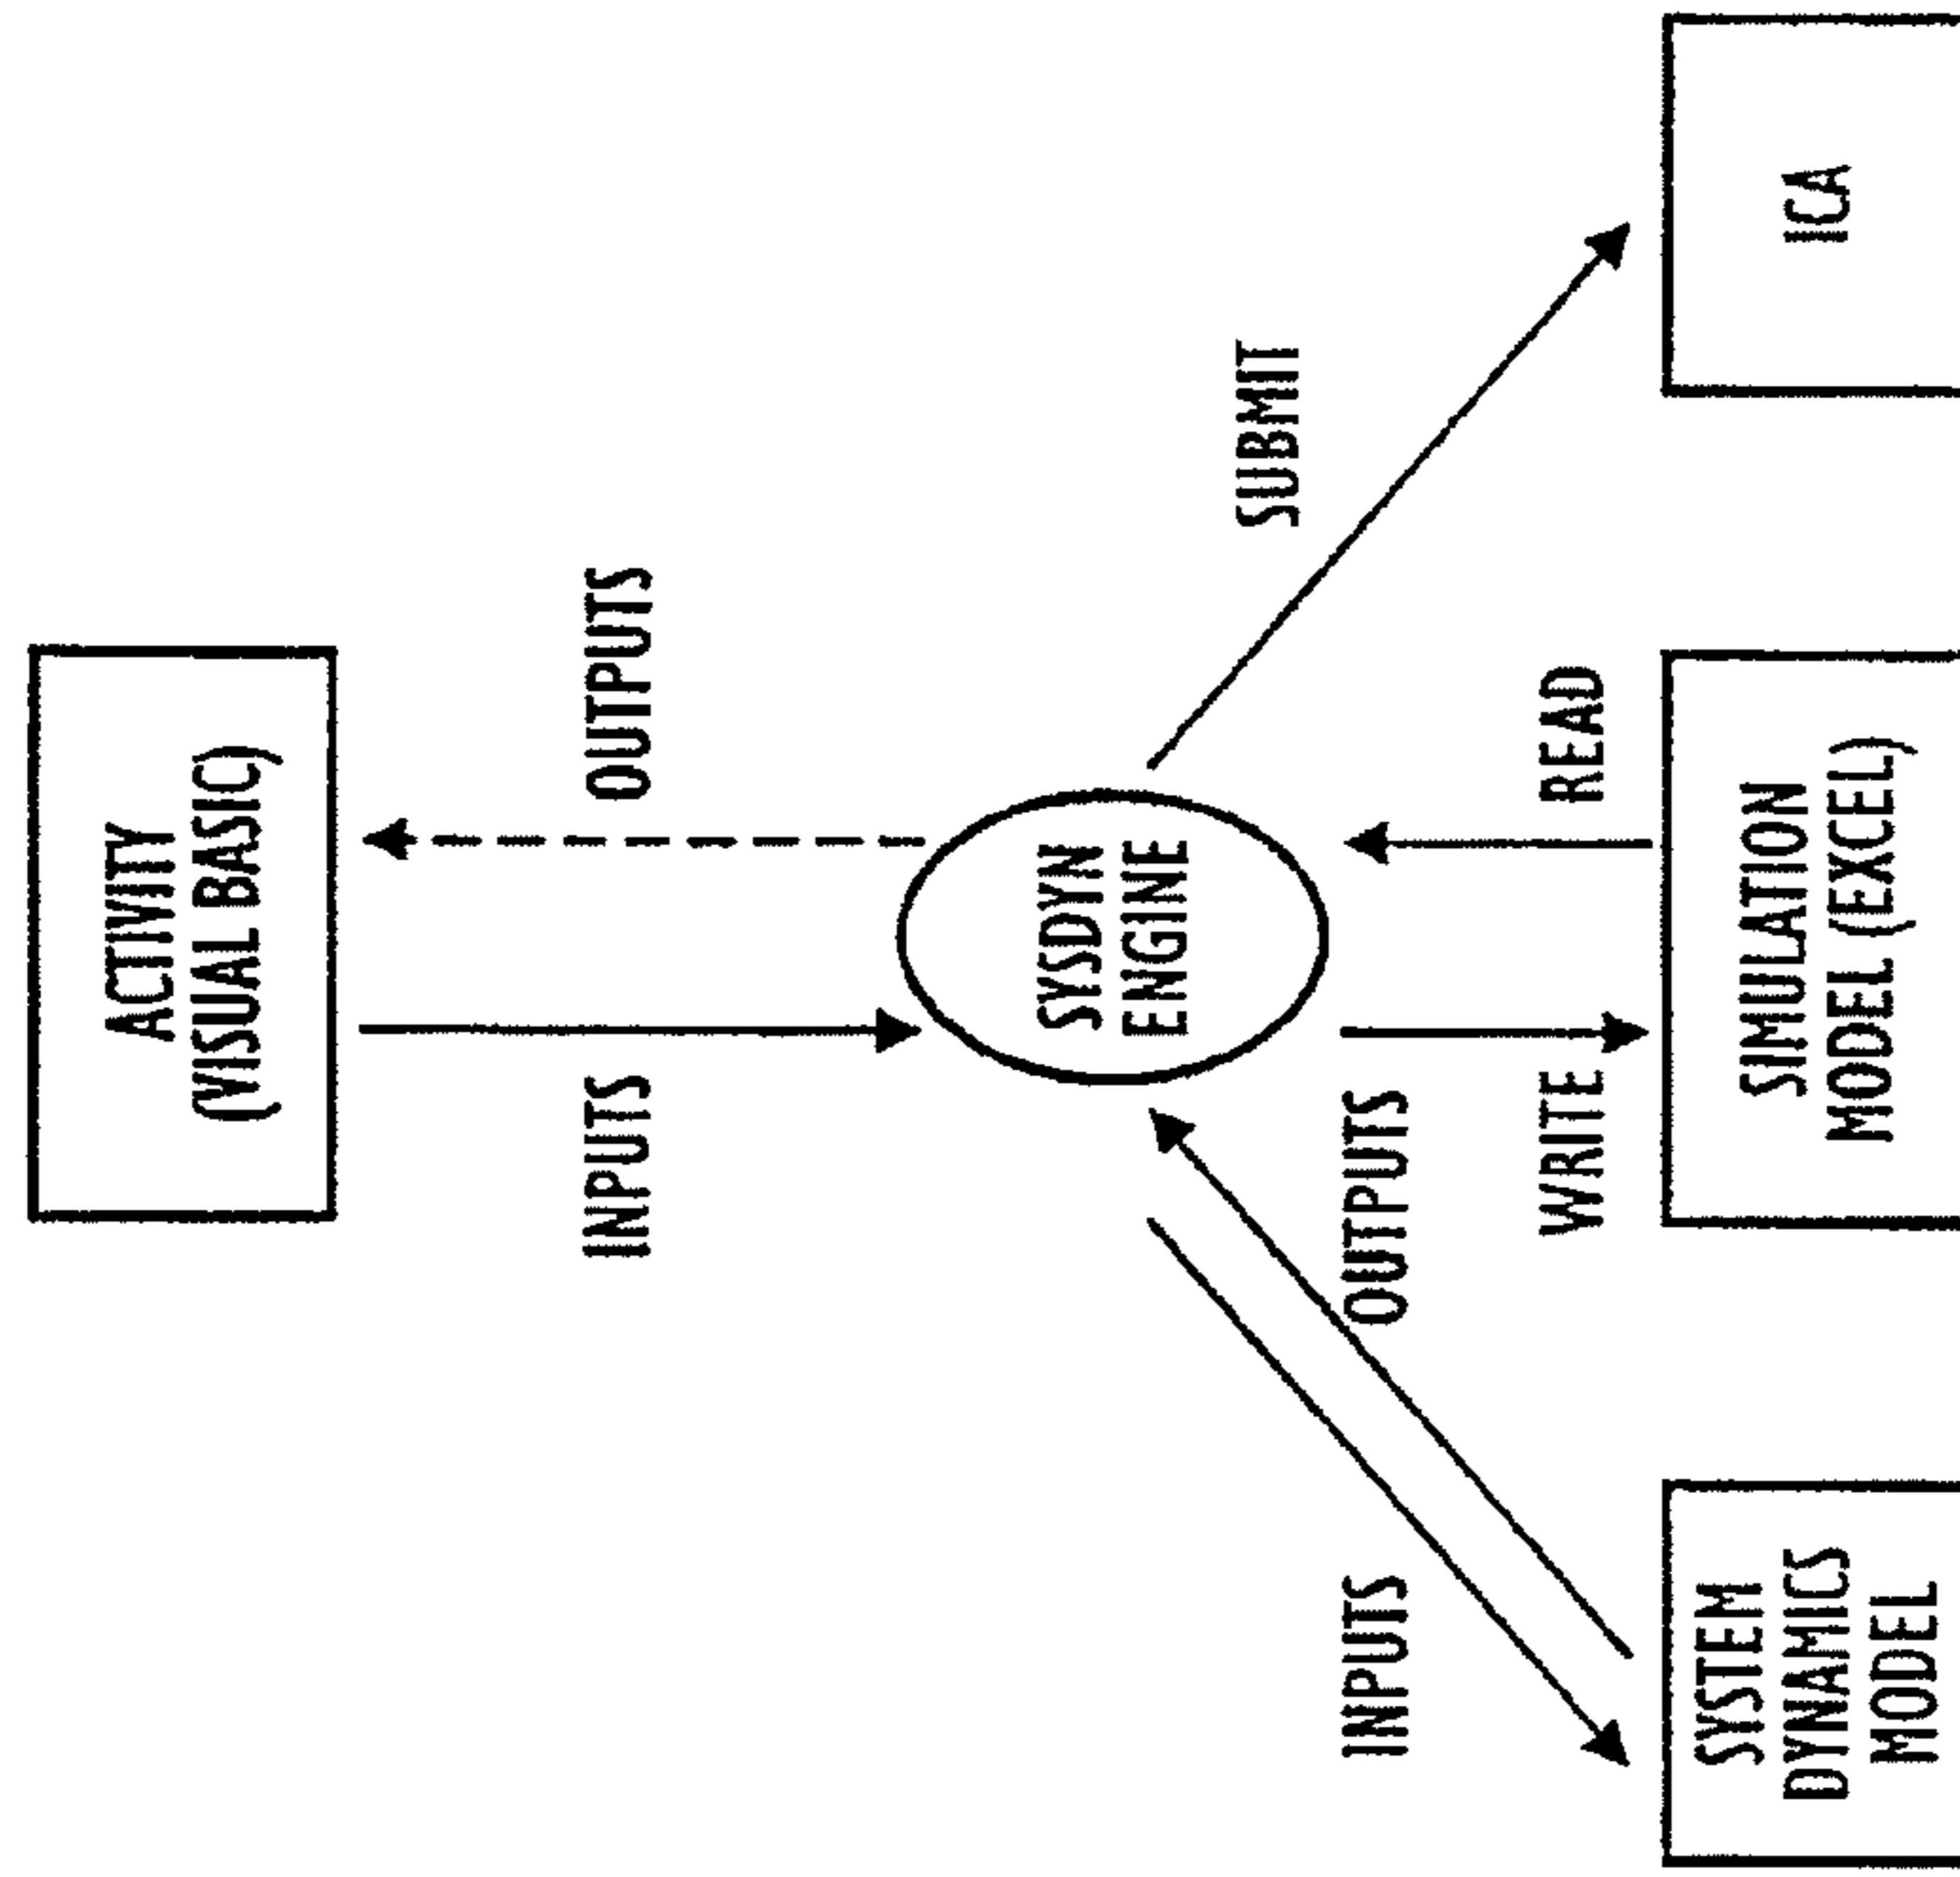 ACTIVITY
(VISUAL BASIC)
INPUTS
OUTPUTS
SYSDYN
ENGINE
SUBMIT
INPUTS
OUTPUTS
WRITE
READ
SYSTEM
DYNAMICS
MODEL
SIMULATION
MODEL (EXCEL)
ICA